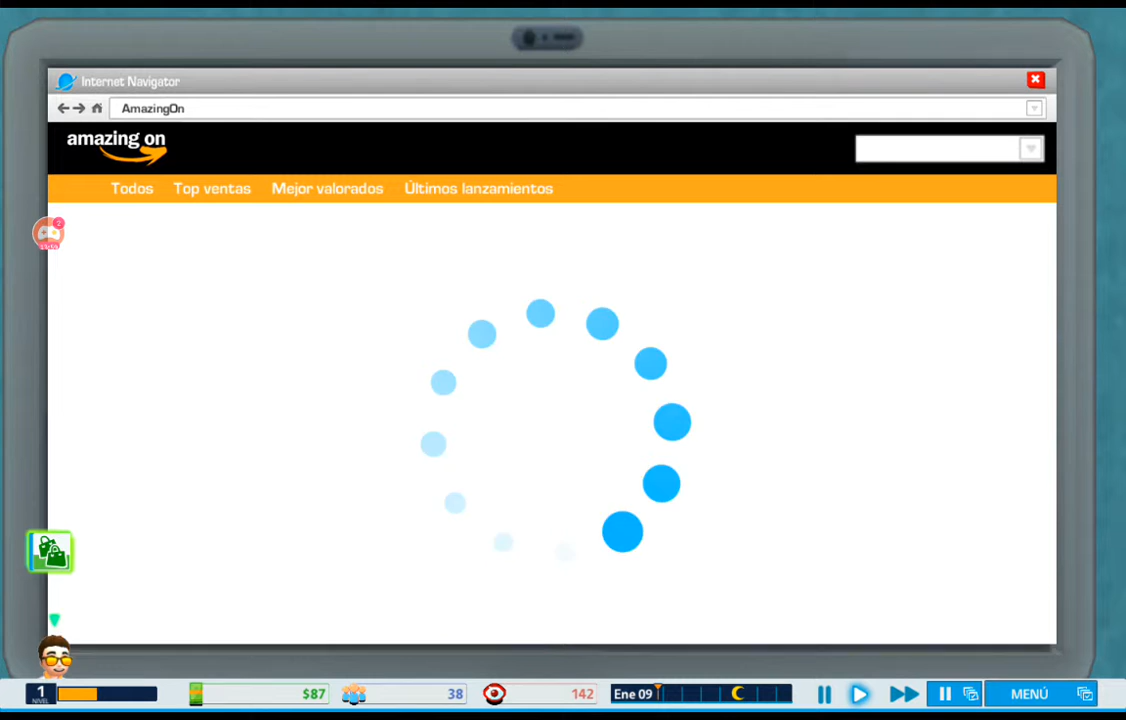 Internet Navigator
AmazingOn
amazing on
Todos Top ventas Mejor valorados Últimos lanzamientos
2
1 NIVEL $87 38 142 Ene 09 MENÚ